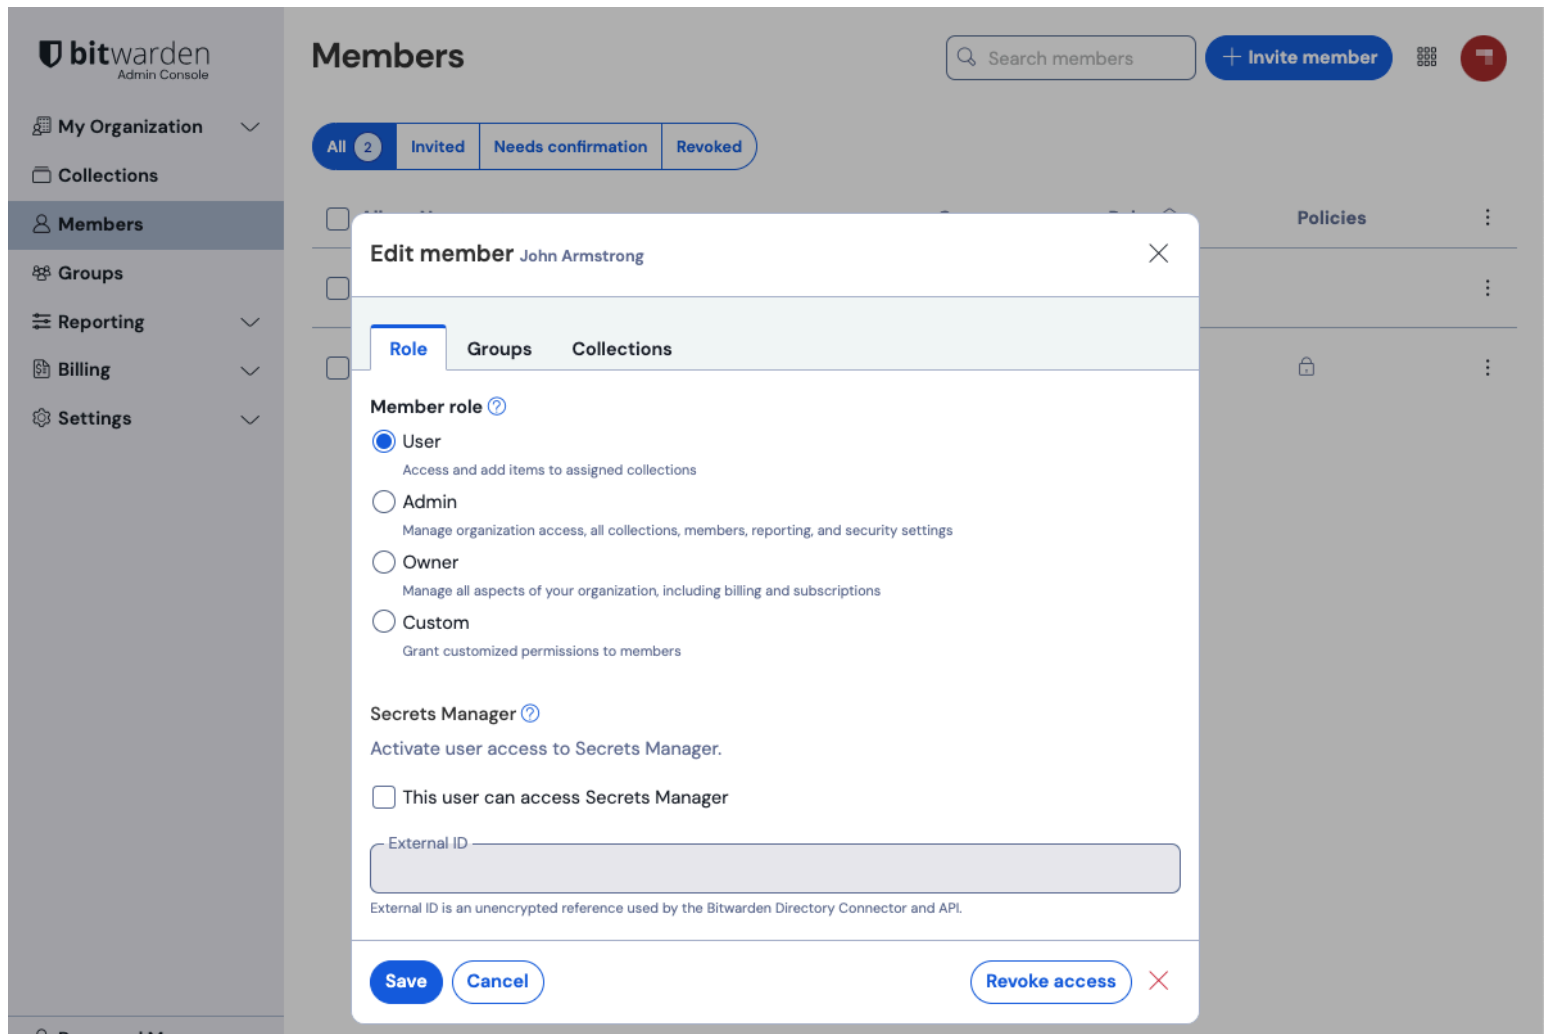 bitwarden
Admin Console
Members
Search members
Invite member
My Organization
Collections
Members
Groups
Reporting
Billing
Settings
All 2 Invited Needs confirmation Revoked
Policies
Edit member John Armstrong
Role Groups Collections
Member role
User
Access and add items to assigned collections
Admin
Manage organization access, all collections, members, reporting, and security settings
Owner
Manage all aspects of your organization, including billing and subscriptions
Custom
Grant customized permissions to members
Secrets Manager
Activate user access to Secrets Manager.
This user can access Secrets Manager
External ID
External ID is an unencrypted reference used by the Bitwarden Directory Connector and API.
Save Cancel Revoke access